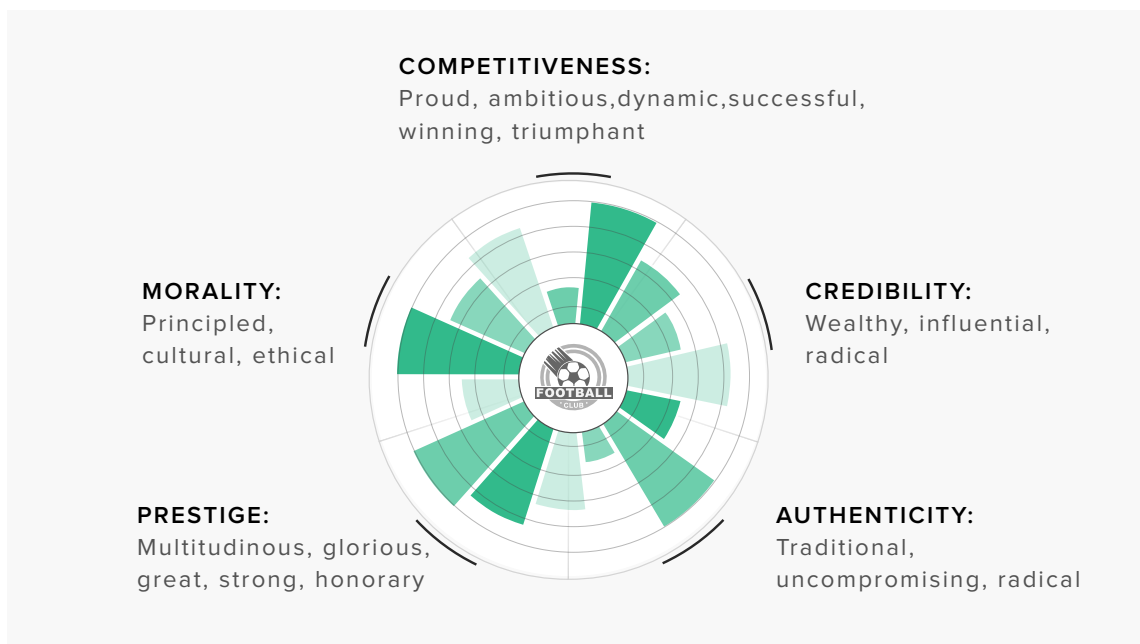 COMPETITIVENESS:
Proud, ambitious,dynamic,successful,
winning, triumphant
MORALITY:
Principled,
cultural, ethical
CREDIBILITY:
Wealthy, influential,
radical
FOOTBALL
CLUB
PRESTIGE:
Multitudinous, glorious,
great, strong, honorary
AUTHENTICITY:
Traditional,
uncompromising, radical